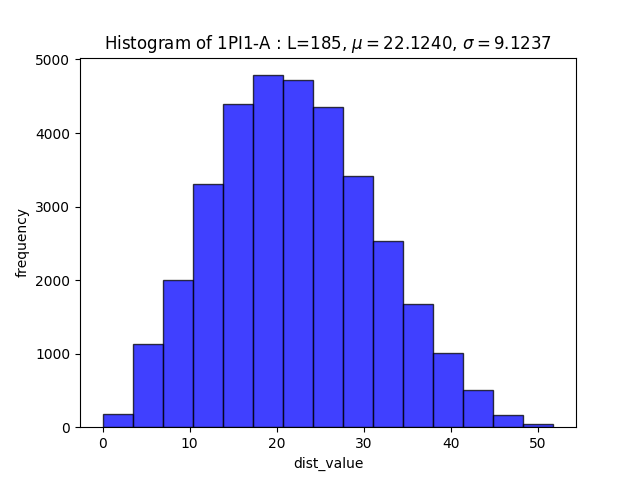 Histogram of 1PI1-A : L=185, μ = 22.1240, σ = 9.1237
5000
4000
3000
2000
1000
0
frequency
0 10 20 30 40 50
dist_value